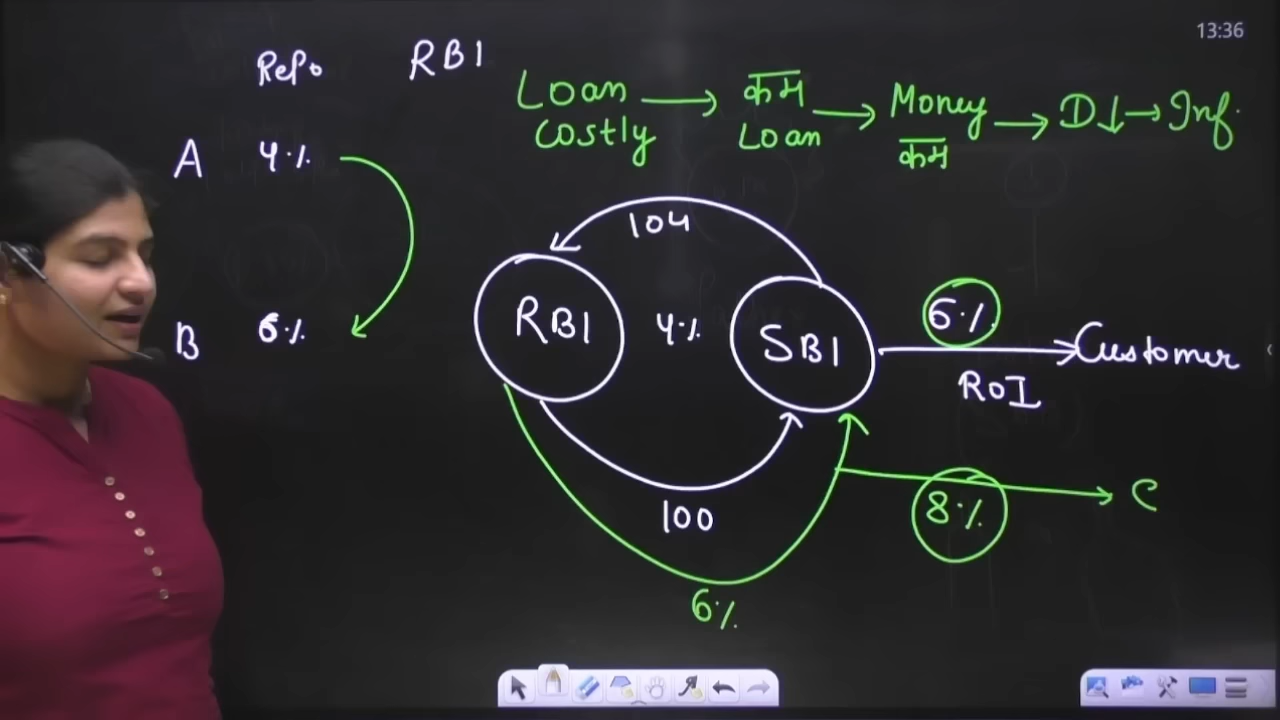 13:36
Repo RBI
Loan costly → कम Loan → Money कम → D↓ → Inf.
A 4%
104
B 6%
RBI 4% SBI 6% Customer
ROI
100
8% C
6%